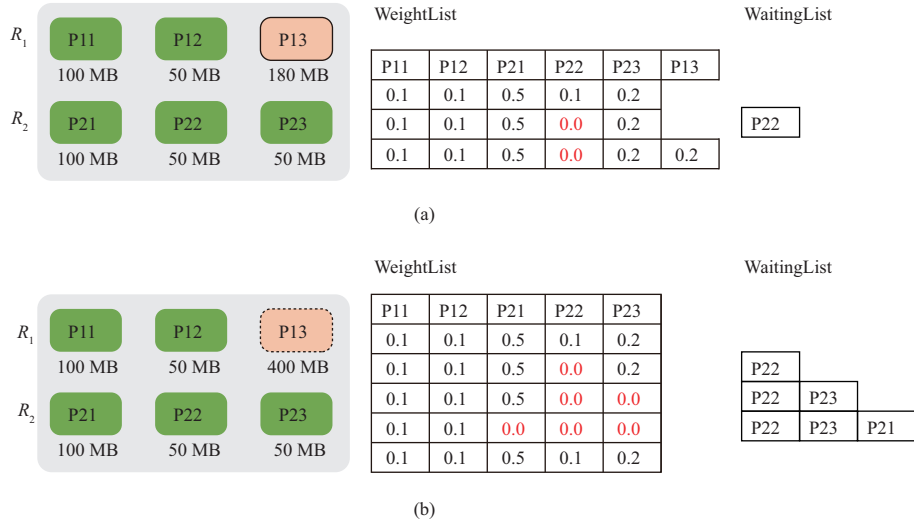 WeightList
WaitingList
R1 P11 P12 P13
100 MB 50 MB 180 MB
R2 P21 P22 P23
100 MB 50 MB 50 MB
P11 P12 P21 P22 P23 P13
0.1 0.1 0.5 0.1 0.2
0.1 0.1 0.5 0.0 0.2
0.1 0.1 0.5 0.0 0.2 0.2
P22
(a)
WeightList
WaitingList
R1 P11 P12 P13
100 MB 50 MB 400 MB
R2 P21 P22 P23
100 MB 50 MB 50 MB
P11 P12 P21 P22 P23
0.1 0.1 0.5 0.1 0.2
0.1 0.1 0.5 0.0 0.2
0.1 0.1 0.5 0.0 0.0
0.1 0.1 0.0 0.0 0.0
0.1 0.1 0.5 0.1 0.2
P22
P22 P23
P22 P23 P21
(b)